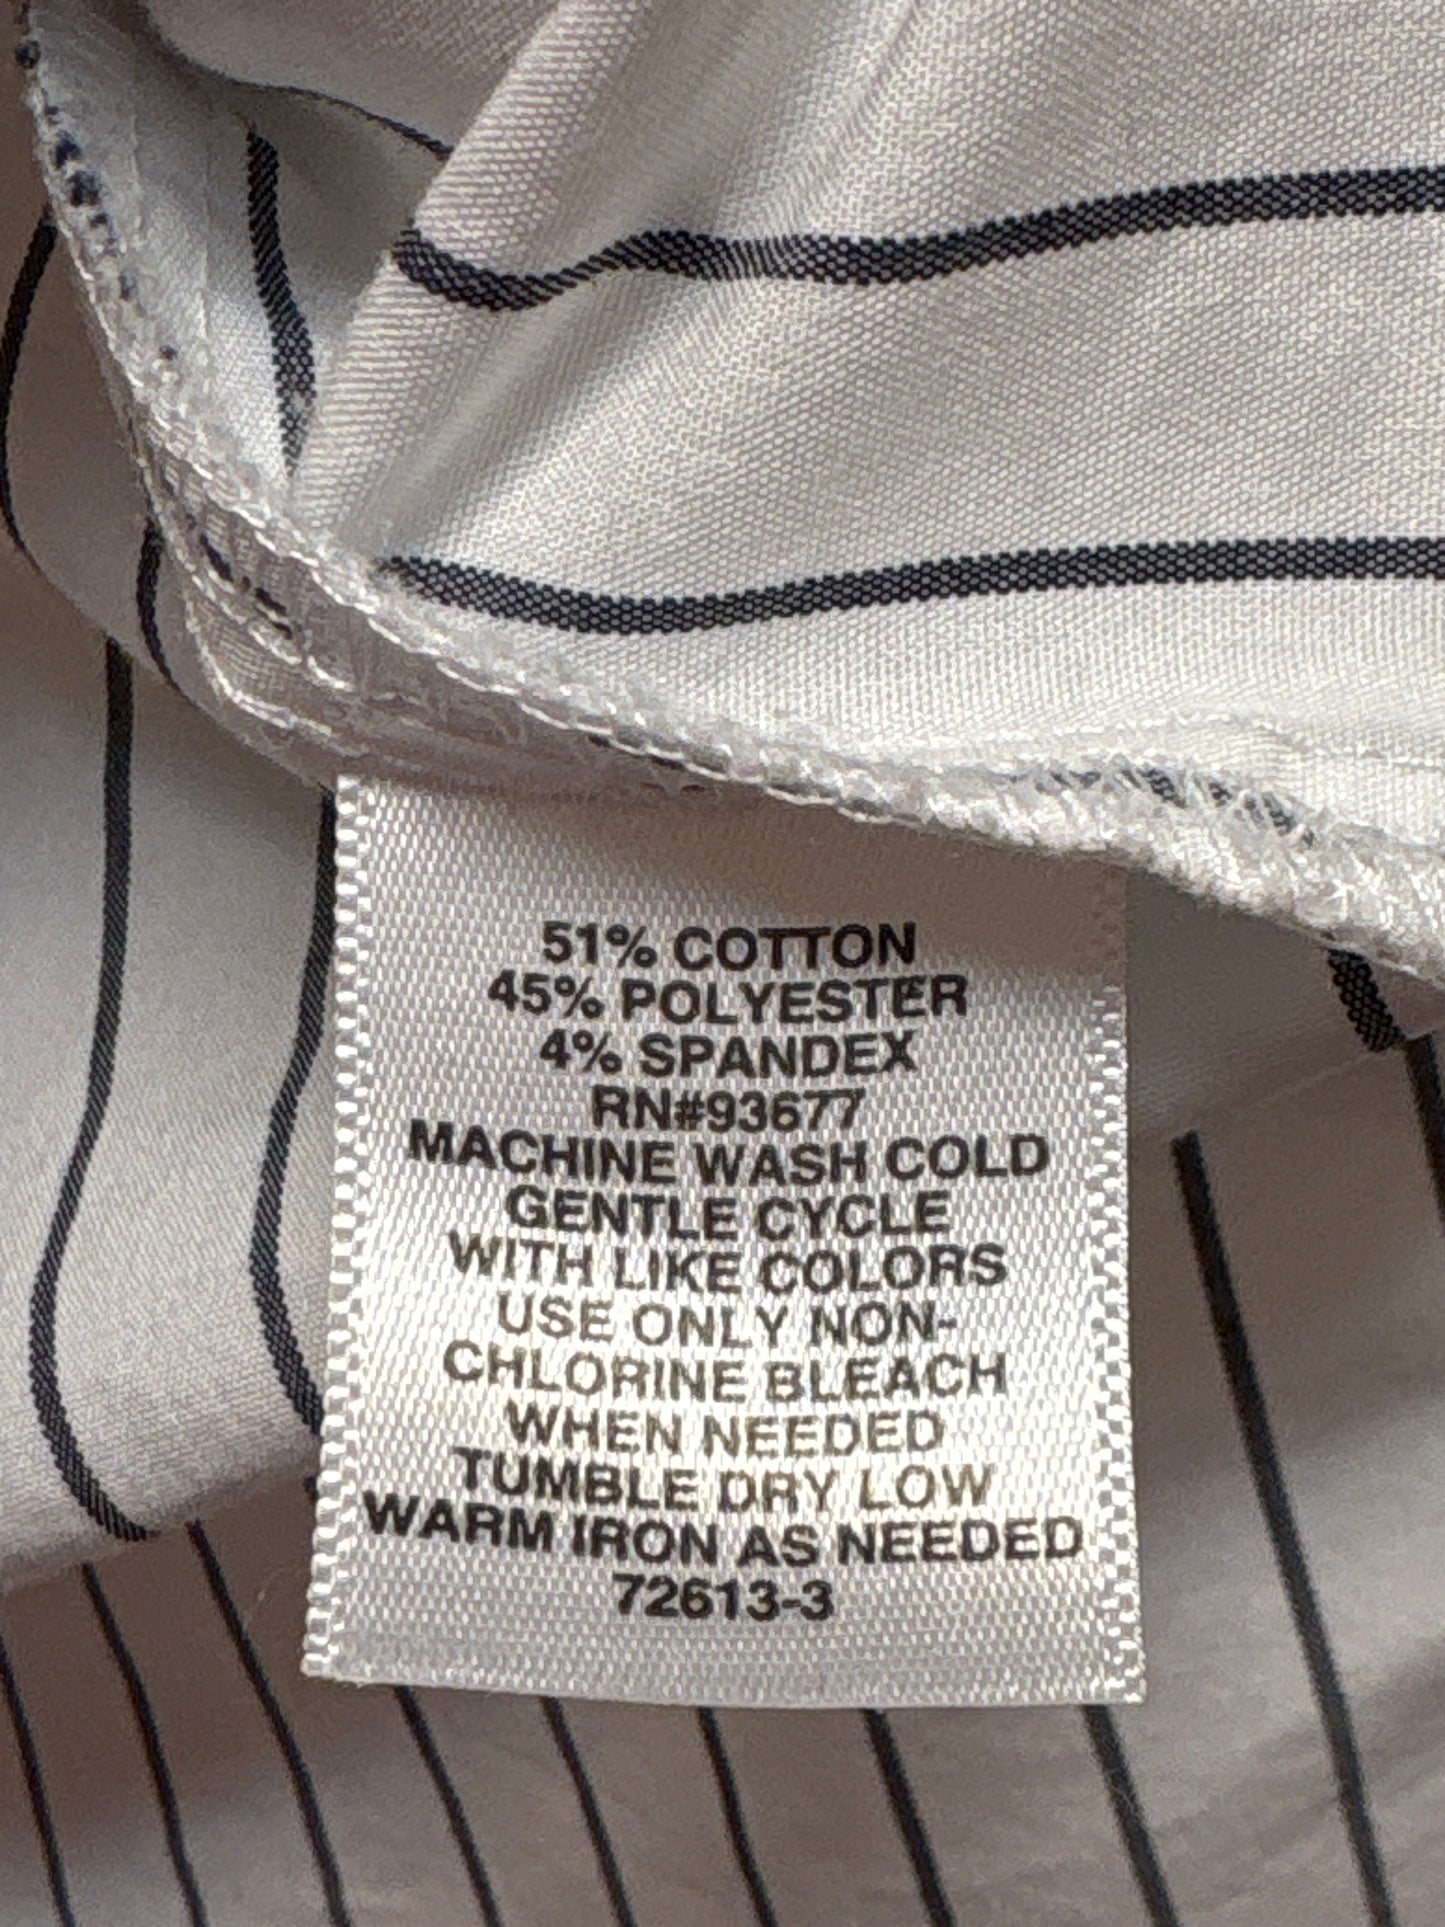 51% COTTON
45% POLYESTER
4% SPANDEX
RN#93677
MACHINE WASH COLD
GENTLE CYCLE
WITH LIKE COLORS
USE ONLY NON-
CHLORINE BLEACH
WHEN NEEDED
TUMBLE DRY LOW
WARM IRON AS NEEDED
72613-3